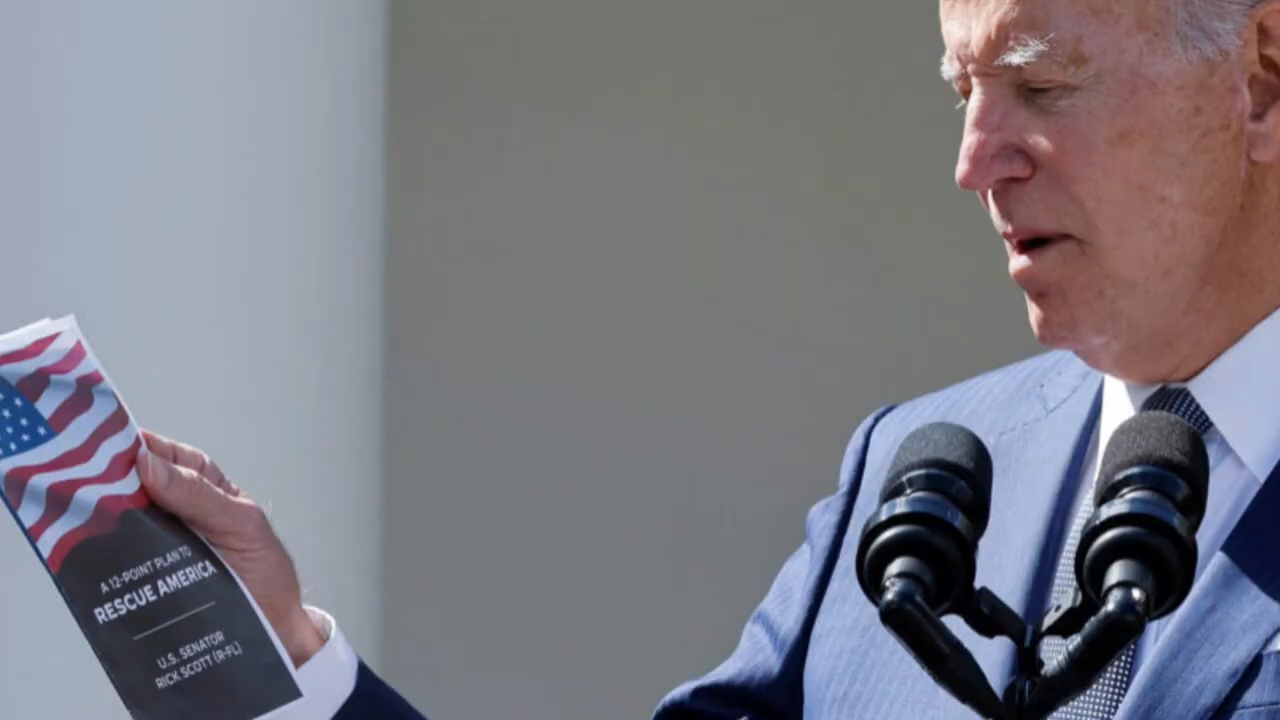 A 12-POINT PLAN TO
RESCUE AMERICA
U.S. SENATOR
RICK SCOTT (R-FL)